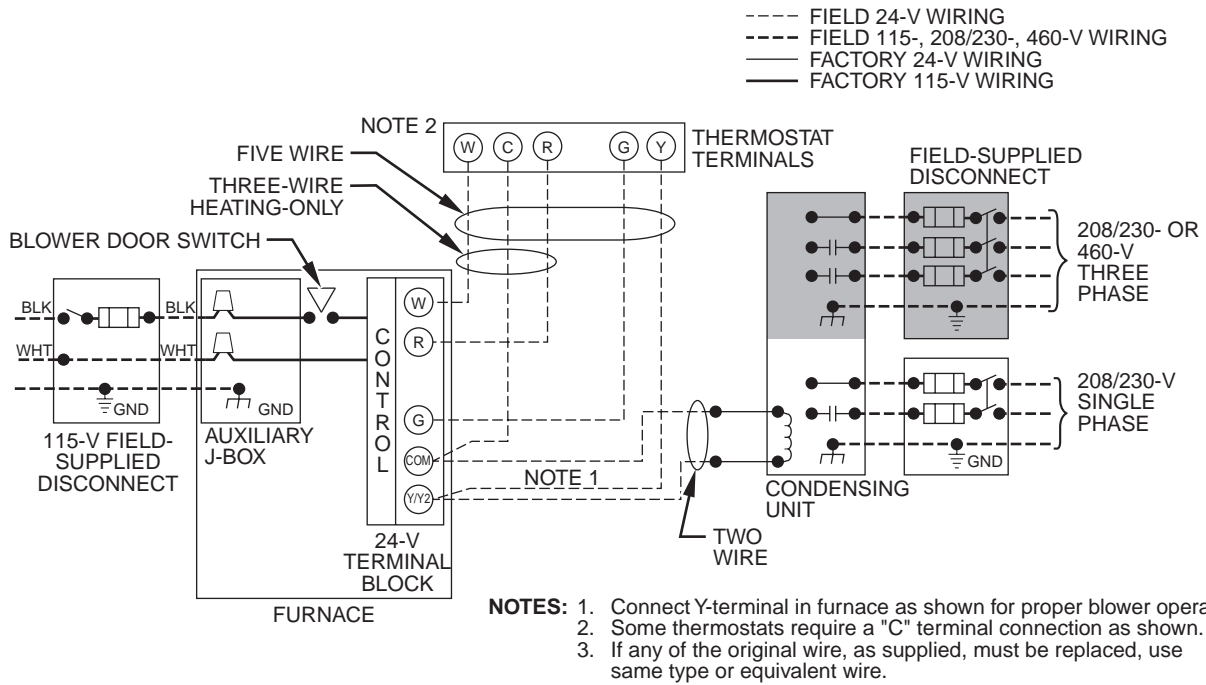 FIELD 24-V WIRING
FIELD 115-, 208/230-, 460-V WIRING
FACTORY 24-V WIRING
FACTORY 115-V WIRING
NOTE 2
W
C
R
G
Y
THERMOSTAT
TERMINALS
FIVE WIRE
THREE-WIRE
HEATING-ONLY
BLOWER DOOR SWITCH
FIELD-SUPPLIED
DISCONNECT
208/230- OR
460-V
THREE
PHASE
BLK
BLK
WHT
WHT
GND
GND
115-V FIELD-
SUPPLIED
DISCONNECT
AUXILIARY
J-BOX
CONTROL
W
R
G
COM
Y/Y2
24-V
TERMINAL
BLOCK
FURNACE
NOTE 1
TWO
WIRE
CONDENSING
UNIT
GND
208/230-V
SINGLE
PHASE
NOTES: 1. Connect Y-terminal in furnace as shown for proper blower opera
2. Some thermostats require a "C" terminal connection as shown.
3. If any of the original wire, as supplied, must be replaced, use
same type or equivalent wire.